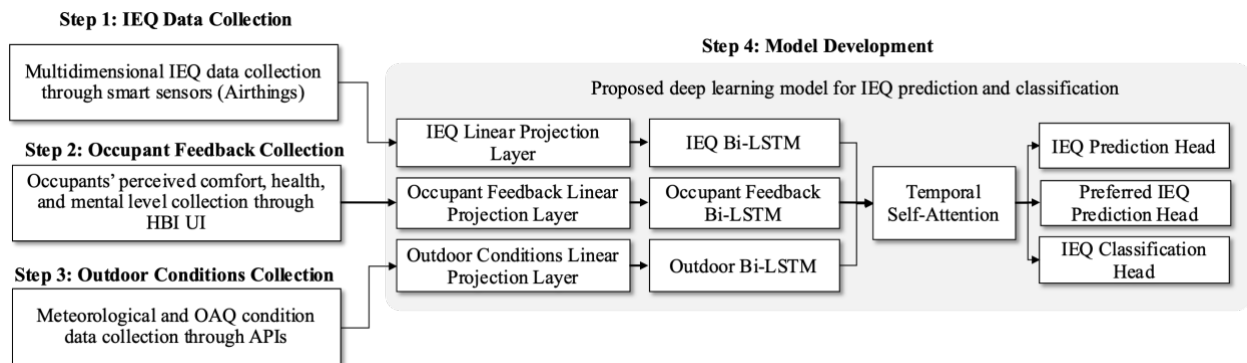 Step 1: IEQ Data Collection
Multidimensional IEQ data collection
through smart sensors (Airthings)
Step 2: Occupant Feedback Collection
Occupants' perceived comfort, health,
and mental level collection through
HBI UI
Step 3: Outdoor Conditions Collection
Meteorological and OAQ condition
data collection through APIs
Step 4: Model Development
Proposed deep learning model for IEQ prediction and classification
IEQ Linear Projection
Layer
IEQ Bi-LSTM
Occupant Feedback Linear
Projection Layer
Occupant Feedback
Bi-LSTM
Outdoor Conditions Linear
Projection Layer
Outdoor Bi-LSTM
Temporal
Self-Attention
IEQ Prediction Head
Preferred IEQ
Prediction Head
IEQ Classification
Head